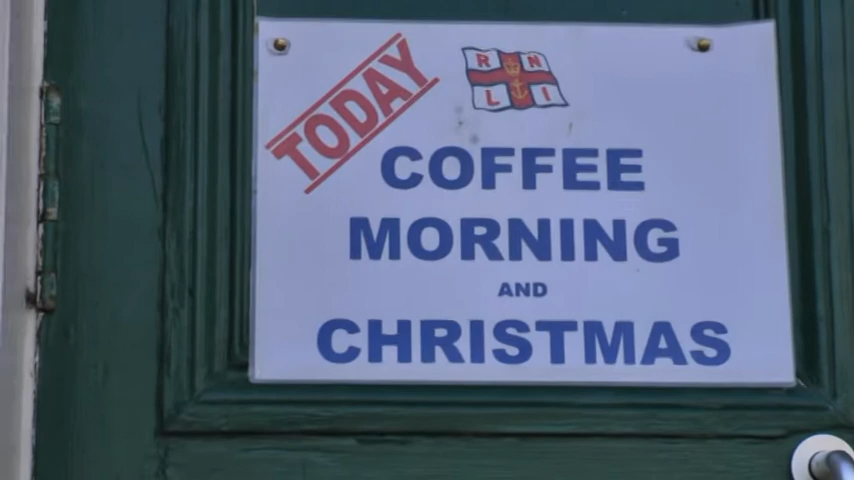 TODAY
R N
L I
COFFEE
MORNING
AND
CHRISTMAS